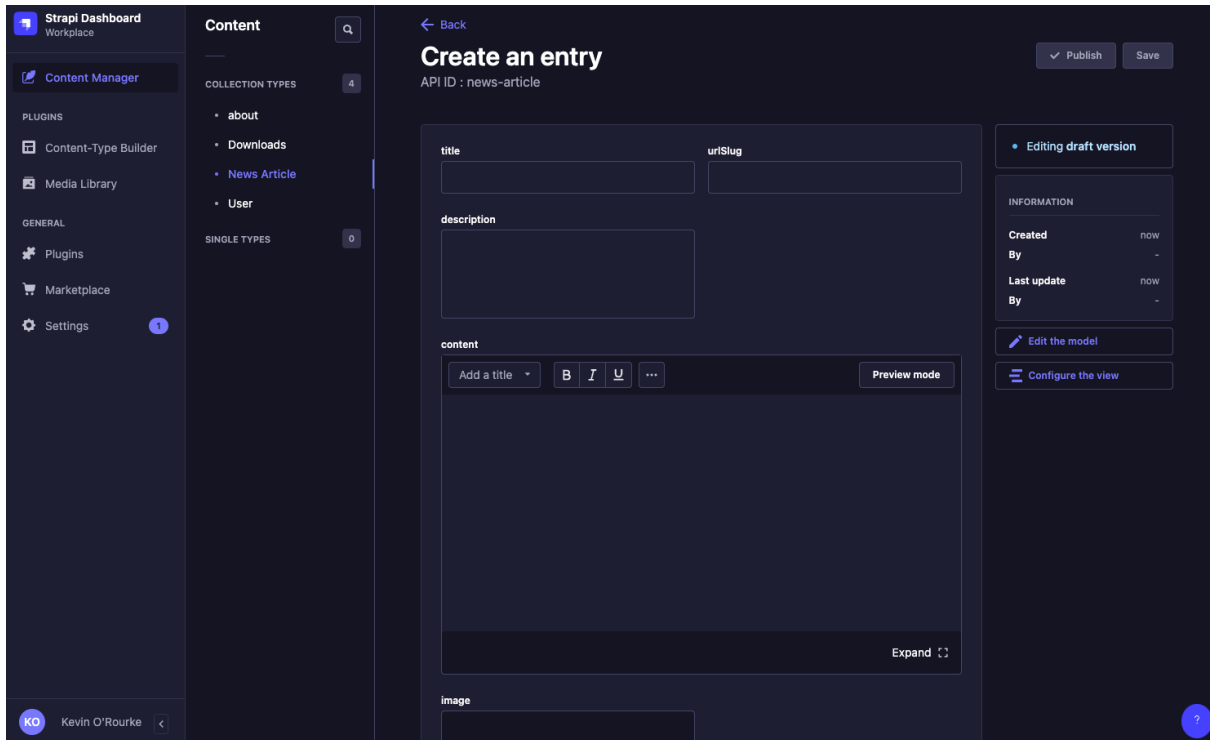 Strapi Dashboard
Workplace
Content Manager
PLUGINS
Content-Type Builder
Media Library
GENERAL
Plugins
Marketplace
Settings
1
KO
Kevin O'Rourke
Content
COLLECTION TYPES
4
about
Downloads
News Article
User
SINGLE TYPES
0
Back
Create an entry
API ID : news-article
Publish
Save
title
urlSlug
description
content
Add a title
B
I
U
Preview mode
Expand
image
Editing draft version
INFORMATION
Created
now
By
-
Last update
now
By
-
Edit the model
Configure the view
?